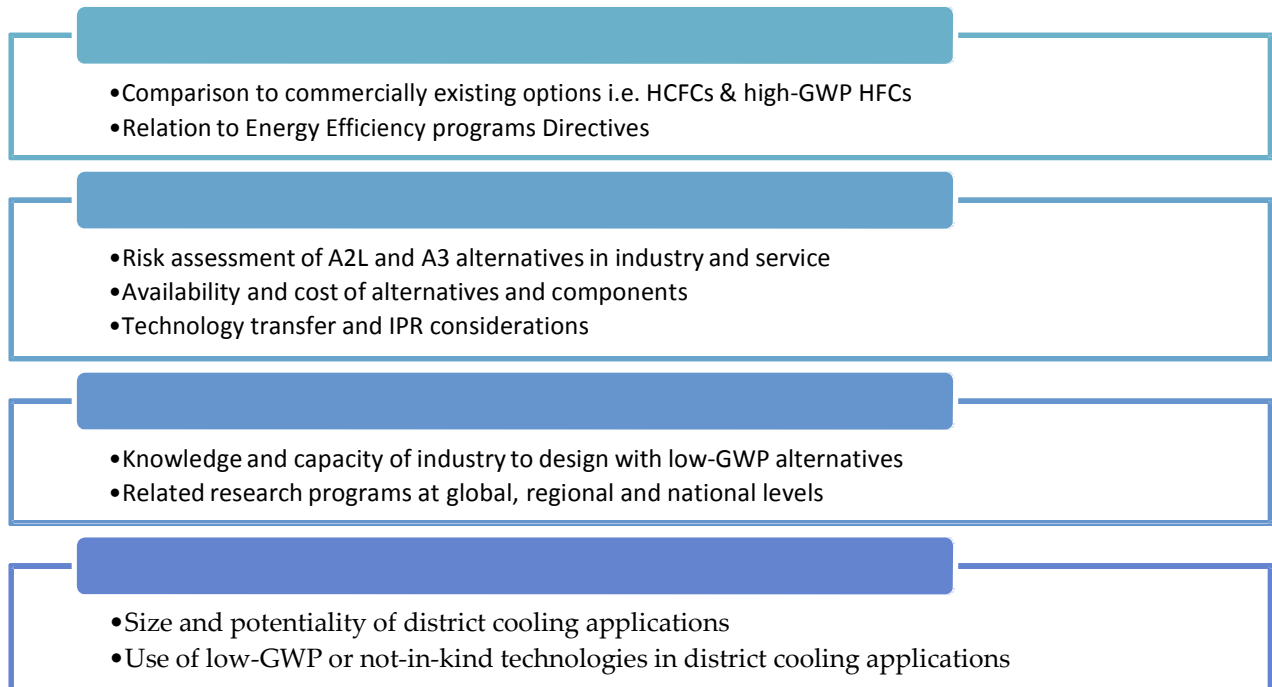 •Comparison to commercially existing options i.e. HCFCs & high-GWP HFCs
•Relation to Energy Efficiency programs Directives
•Risk assessment of A2L and A3 alternatives in industry and service
•Availability and cost of alternatives and components
•Technology transfer and IPR considerations
•Knowledge and capacity of industry to design with low-GWP alternatives
•Related research programs at global, regional and national levels
•Size and potentiality of district cooling applications
•Use of low-GWP or not-in-kind technologies in district cooling applications